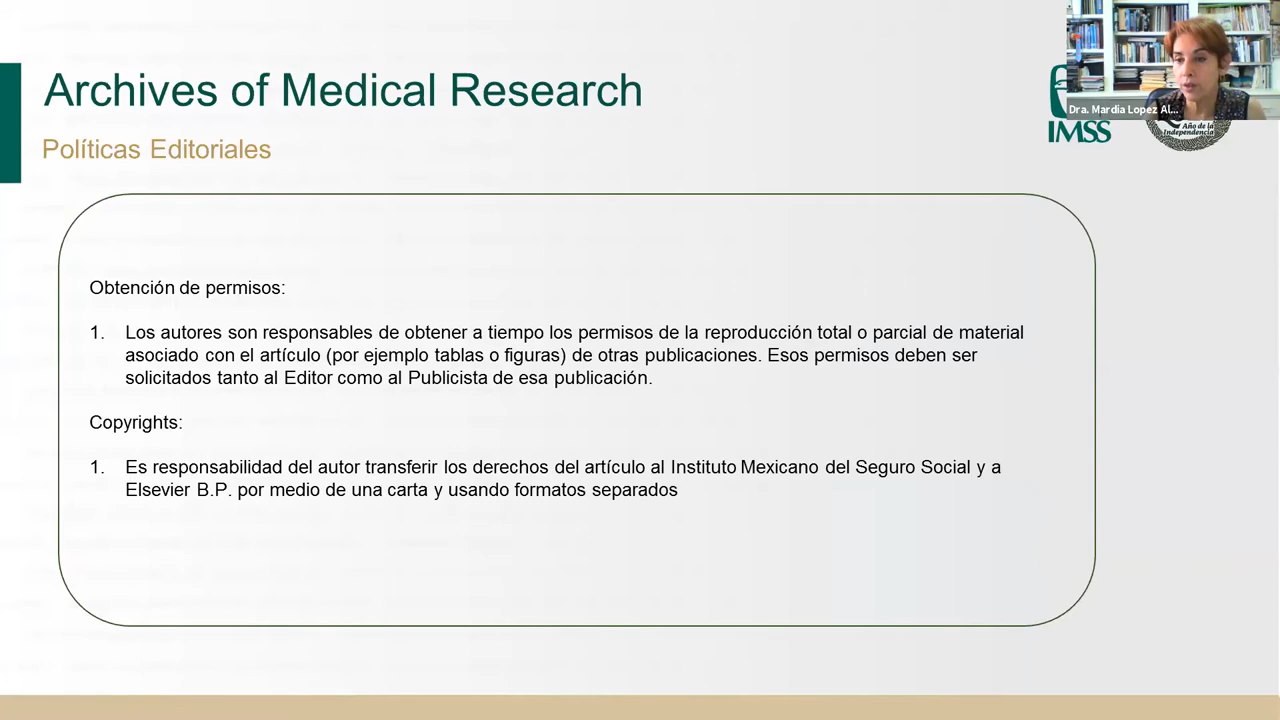 Archives of Medical Research
Políticas Editoriales
Dra. Mardia Lopez Al...
IMSS
Año de la
Independencia
Obtención de permisos:
1. Los autores son responsables de obtener a tiempo los permisos de la reproducción total o parcial de material
asociado con el artículo (por ejemplo tablas o figuras) de otras publicaciones. Esos permisos deben ser
solicitados tanto al Editor como al Publicista de esa publicación.
Copyrights:
1. Es responsabilidad del autor transferir los derechos del artículo al Instituto Mexicano del Seguro Social y a
Elsevier B.P. por medio de una carta y usando formatos separados